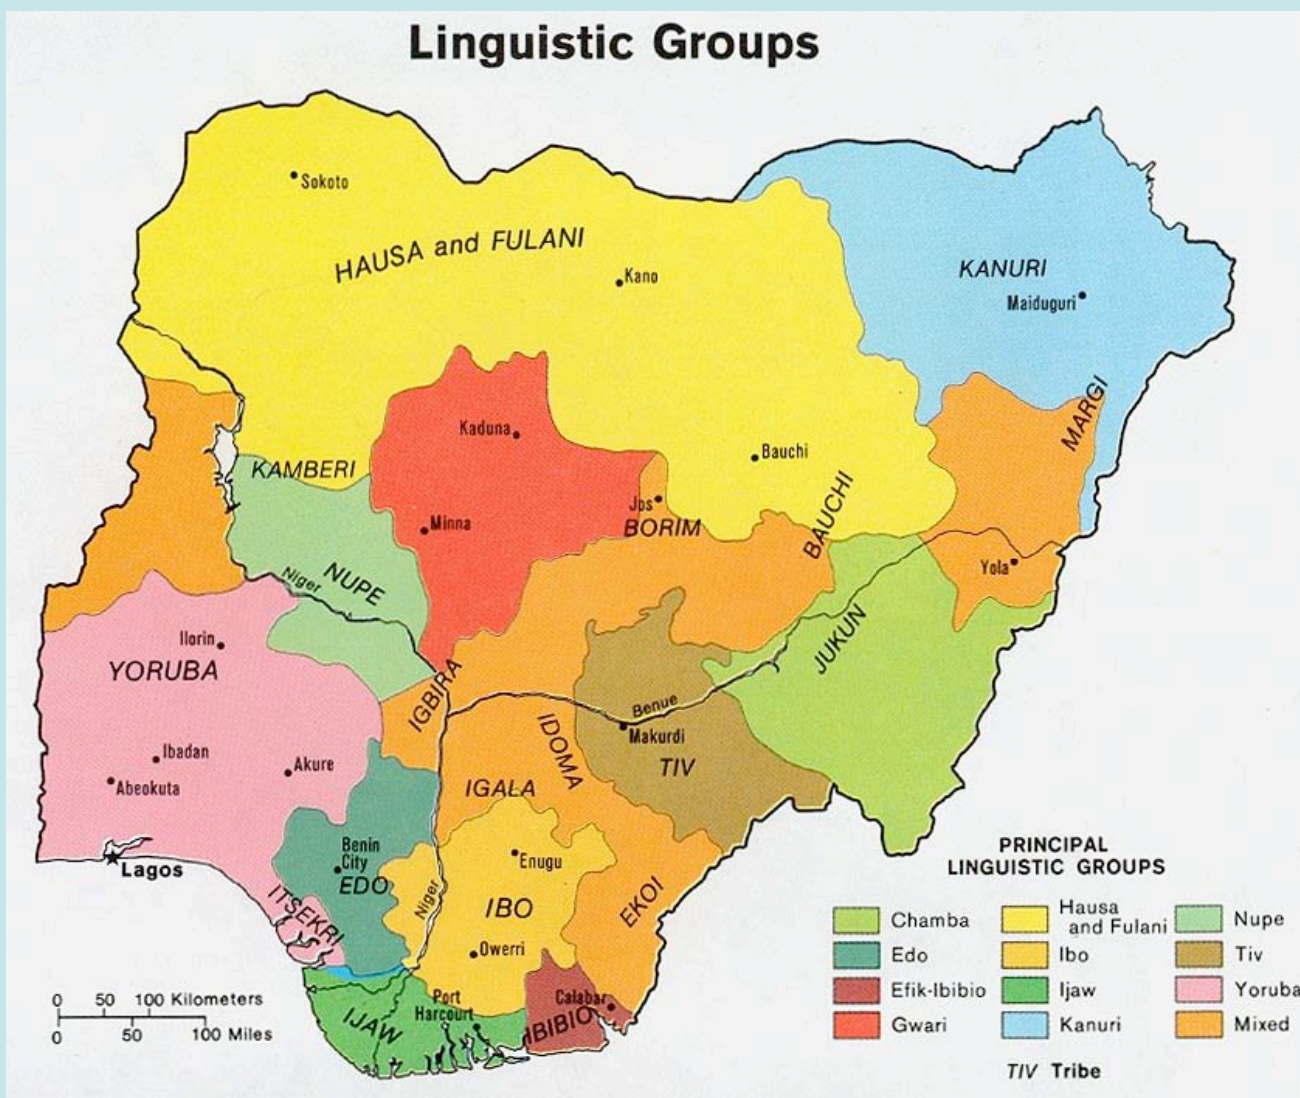 Linguistic Groups
Sokoto
HAUSA and FULANI
Kano
KANURI
Maiduguri
MARGI
Kaduna
Bauchi
KAMBERI
BAUCHI
Jos
BORIM
Minna
Yola
Niger
NUPE
Ilorin
YORUBA
JUKUN
IGBIRA
Benue
Makurdi
IDOMA
TIV
Ibadan
Akure
Abeokuta
IGALA
Lagos
Benin
City
EDO
Enugu
ITSEKRI
Niger
IBO
EKOI
Owerri
Port
Harcourt
Calabar
IJAW
IBIBIO
0 50 100 Kilometers
0 50 100 Miles
PRINCIPAL
LINGUISTIC GROUPS
Chamba
Edo
Efik-Ibibio
Gwari
Hausa
and Fulani
Ibo
Ijaw
Kanuri
Nupe
Tiv
Yoruba
Mixed
TIV Tribe